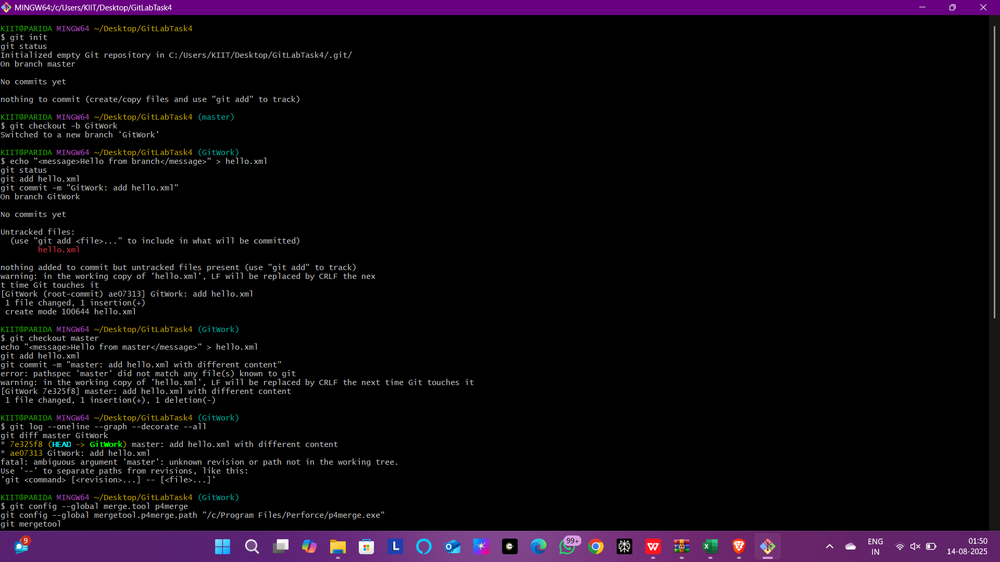 MINGW64:/c/Users/KIIT/Desktop/GitLabTask4
KIIT@PARIDA MINGW64 ~/Desktop/GitLabTask4
$ git init
git status
Initialized empty Git repository in C:/Users/KIIT/Desktop/GitLabTask4/.git/
On branch master
No commits yet
nothing to commit (create/copy files and use "git add" to track)
KIIT@PARIDA MINGW64 ~/Desktop/GitLabTask4 (master)
$ git checkout -b GitWork
Switched to a new branch 'GitWork'
KIIT@PARIDA MINGW64 ~/Desktop/GitLabTask4 (GitWork)
$ echo "<message>Hello from branch</message>" > hello.xml
git status
git add hello.xml
git commit -m "GitWork: add hello.xml"
On branch GitWork
No commits yet
Untracked files:
  (use "git add <file>..." to include in what will be committed)
        hello.xml
nothing added to commit but untracked files present (use "git add" to track)
warning: in the working copy of 'hello.xml', LF will be replaced by CRLF the nex
t time Git touches it
[GitWork (root-commit) ae07313] GitWork: add hello.xml
 1 file changed, 1 insertion(+)
 create mode 100644 hello.xml
KIIT@PARIDA MINGW64 ~/Desktop/GitLabTask4 (GitWork)
$ git checkout master
echo "<message>Hello from master</message>" > hello.xml
git add hello.xml
git commit -m "master: add hello.xml with different content"
error: pathspec 'master' did not match any file(s) known to git
warning: in the working copy of 'hello.xml', LF will be replaced by CRLF the next time Git touches it
[GitWork 7e325f8] master: add hello.xml with different content
 1 file changed, 1 insertion(+), 1 deletion(-)
KIIT@PARIDA MINGW64 ~/Desktop/GitLabTask4 (GitWork)
$ git log --oneline --graph --decorate --all
git diff master GitWork
* 7e325f8 (HEAD -> GitWork) master: add hello.xml with different content
* ae07313 GitWork: add hello.xml
fatal: ambiguous argument 'master': unknown revision or path not in the working tree.
Use '--' to separate paths from revisions, like this:
'git <command> [<revision>...] -- [<file>...]'
KIIT@PARIDA MINGW64 ~/Desktop/GitLabTask4 (GitWork)
$ git config --global merge.tool p4merge
git config --global mergetool.p4merge.path "/c/Program Files/Perforce/p4merge.exe"
git mergetool
9
L
99+
ENG
IN
01:50
14-08-2025